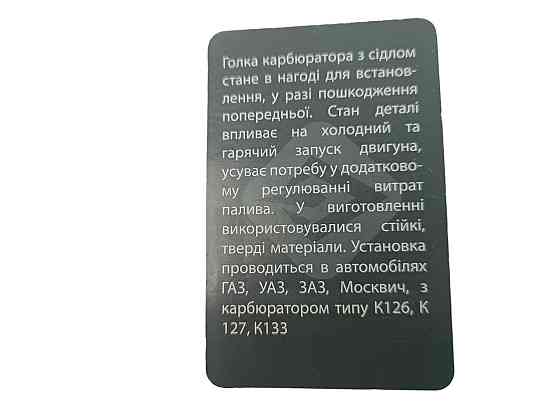 Голка карбюратора з сідлом
стане в нагоді для встанов-
лення, у разі пошкодження
попередньої. Стан деталі
впливає на холодний та
гарячий запуск двигуна,
усуває потребу у додатково-
му регулюванні витрат
палива. У виготовленні
використовувалися стійкі,
тверді матеріали. Установка
проводиться в автомобілях
ГАЗ, УАЗ, ЗАЗ, Москвич, з
карбюратором типу К126, К
127, К133